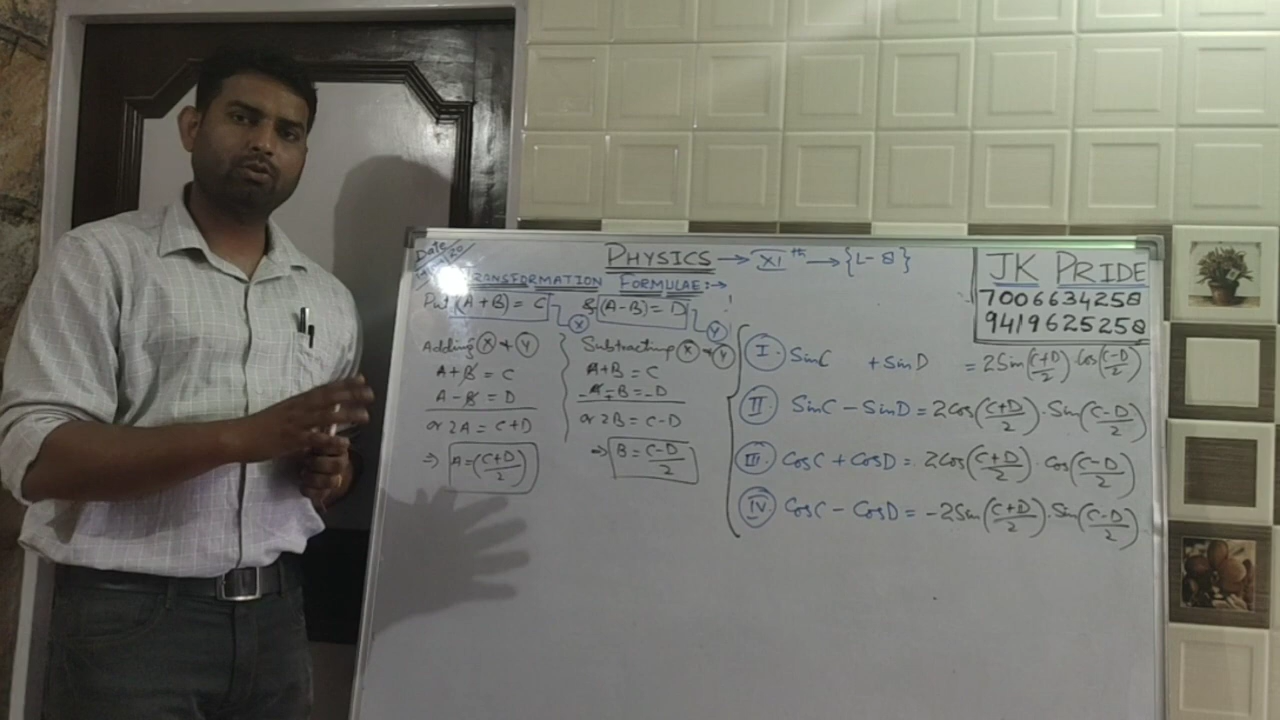 Date
PHYSICS → XIth → {L-8}
TRANSFORMATION FORMULAE:→
Put (A+B) = C & (A-B) = D
X Y
Adding X & Y
A+B = C
A-B = D
or 2A = C+D
⇒ A = (C+D/2)
Subtracting X & Y
A+B = C
-A-+B = -D
or 2B = C-D
⇒ B = C-D/2
I. SinC + SinD = 2Sin(C+D/2).Cos(C-D/2)
II. SinC - SinD = 2Cos(C+D/2).Sin(C-D/2)
III. CosC + CosD = 2Cos(C+D/2).Cos(C-D/2)
IV. CosC - CosD = -2Sin(C+D/2).Sin(C-D/2)
JK PRIDE
7006634258
9419625258